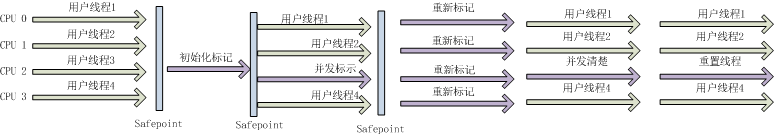 CPU 0 用户线程1 用户线程1 重新标记 用户线程1 用户线程1
CPU 1 用户线程2 用户线程2 重新标记 用户线程2 用户线程2
CPU 2 用户线程3 初始化标记 并发标示 重新标记 并发清楚 重置线程
CPU 3 用户线程4 用户线程4 重新标记 用户线程4 用户线程4
Safepoint Safepoint Safepoint